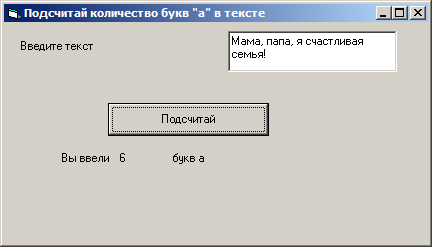 Подсчитай количество букв "а" в тексте
Введите текст
Мама, папа, я счастливая
семья!
Подсчитай
Вы ввели 6 букв а